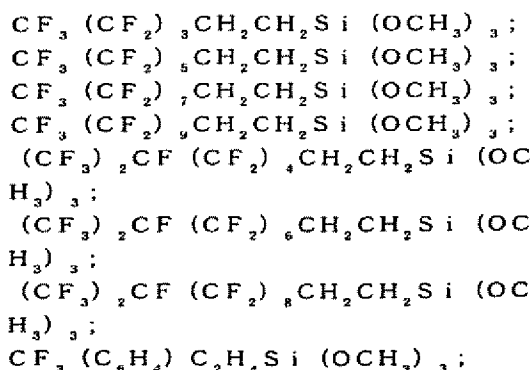 CF₃(CF₂)₃CH₂CH₂Si(OCH₃)₃;
CF₃(CF₂)₅CH₂CH₂Si(OCH₃)₃;
CF₃(CF₂)₇CH₂CH₂Si(OCH₃)₃;
CF₃(CF₂)₉CH₂CH₂Si(OCH₃)₃;
(CF₃)₂CF(CF₂)₄CH₂CH₂Si(OC
H₃)₃;
(CF₃)₂CF(CF₂)₆CH₂CH₂Si(OC
H₃)₃;
(CF₃)₂CF(CF₂)₈CH₂CH₂Si(OC
H₃)₃;
CF₃(C₆H₄)C₂H₄Si(OCH₃)₃;